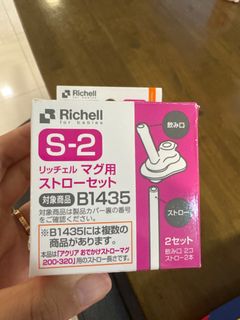 Richell
for babies
Richell
for babies
S-2
リッチェル マグ用
ストローセット
対象商品 B1435
対象商品は製品カバー裏の番号
をご確認ください。
※B1435には複数の
商品があります。
本品は「アクリア おでかけストローマグ
200・320」用のストロー長さです。
飲み口
ストロー
2セット
飲み口 2コ
ストロー2本